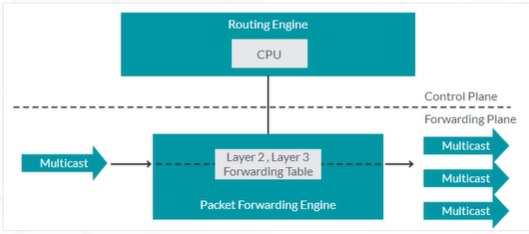 Routing Engine
CPU
Control Plane
Forwarding Plane
Multicast
Layer 2 , Layer 3
Forwarding Table
Multicast
Multicast
Multicast
Packet Forwarding Engine